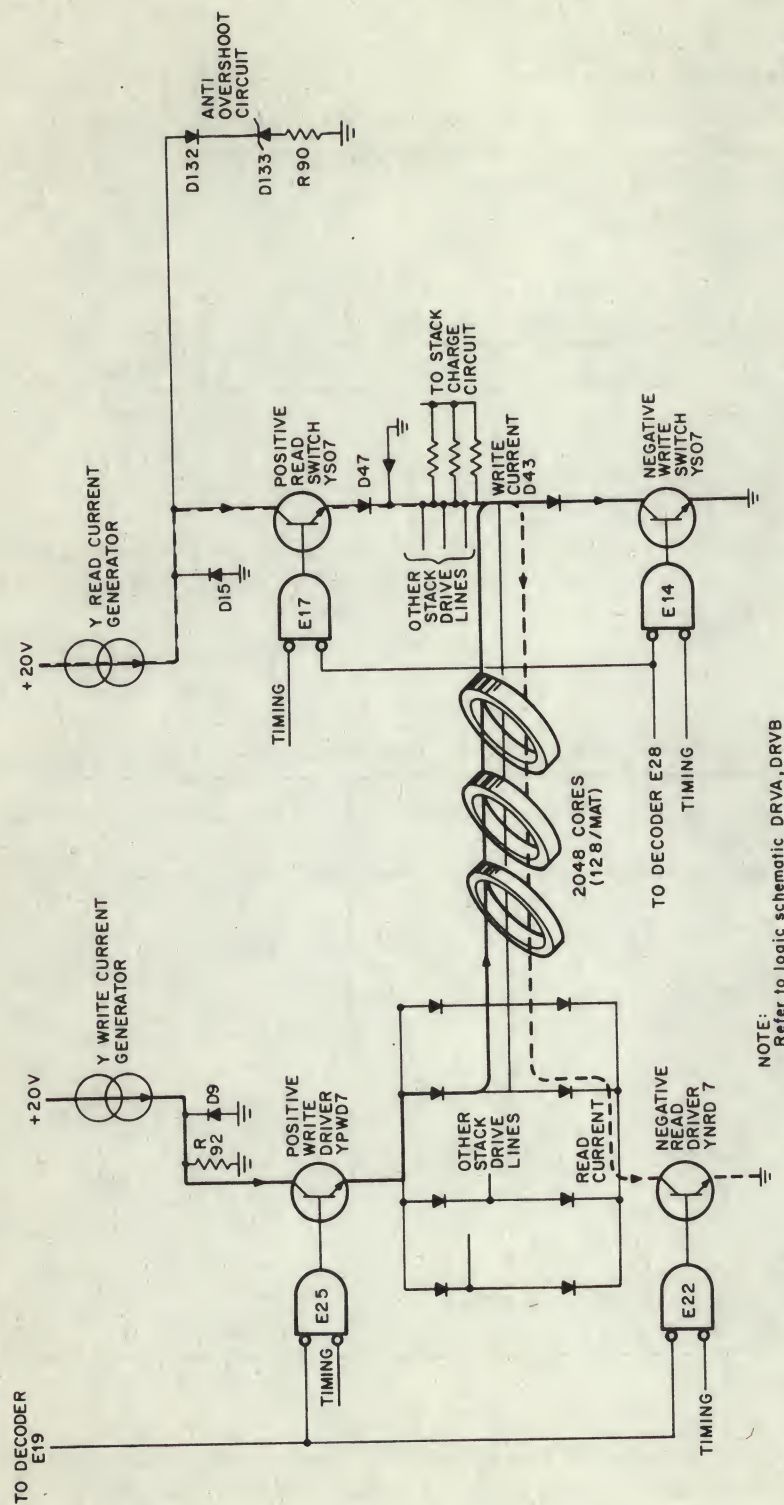 TO DECODER
E19
+20V
Y WRITE CURRENT
GENERATOR
R
92
D9
POSITIVE
WRITE
DRIVER
YPWD7
E25
TIMING
OTHER
STACK
DRIVE
LINES
READ
CURRENT
NEGATIVE
READ
DRIVER
YNRD 7
E22
TIMING
+20V
Y READ CURRENT
GENERATOR
D15
D132
ANTI
OVERSHOOT
CIRCUIT
D133
R 90
POSITIVE
READ
SWITCH
YS07
E17
TIMING
D47
TO STACK
CHARGE
CIRCUIT
OTHER
STACK
DRIVE
LINES
WRITE
CURRENT
D43
2048 CORES
(128/MAT)
NEGATIVE
WRITE
SWITCH
YS07
E14
TO DECODER E28
TIMING
NOTE:
Refer to logic schematic DRVA, DRVB